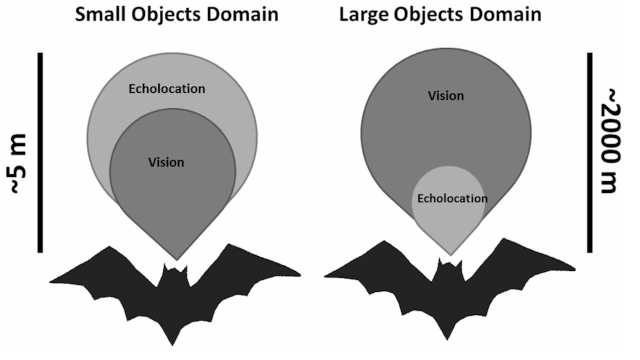 Small Objects Domain
Large Objects Domain
~5 m
Echolocation
Vision
Vision
Echolocation
~2000 m